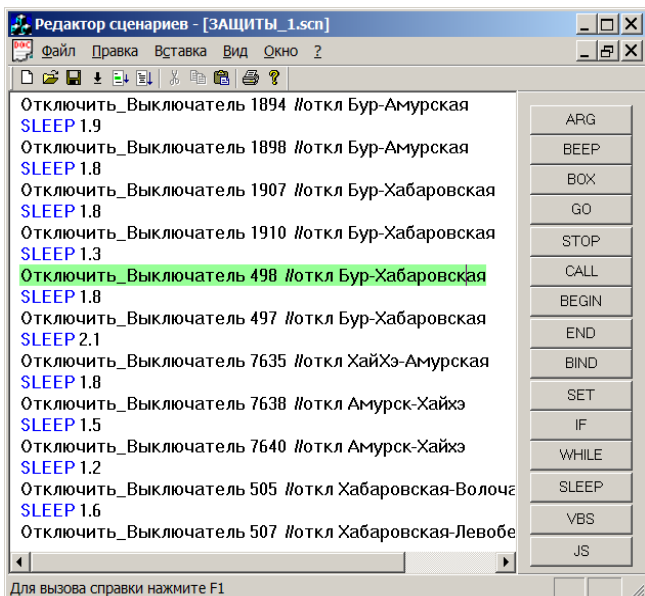 Редактор сценариев - [ЗАЩИТЫ_1.scn]
DOC Файл Правка Вставка Вид Окно ?
Отключить_Выключатель 1894 //откл Бур-Амурская
SLEEP 1.9
Отключить_Выключатель 1898 //откл Бур-Амурская
SLEEP 1.8
Отключить_Выключатель 1907 //откл Бур-Хабаровская
SLEEP 1.8
Отключить_Выключатель 1910 //откл Бур-Хабаровская
SLEEP 1.3
Отключить_Выключатель 498 //откл Бур-Хабаровская
SLEEP 1.8
Отключить_Выключатель 497 //откл Бур-Хабаровская
SLEEP 2.1
Отключить_Выключатель 7635 //откл ХайХэ-Амурская
SLEEP 1.8
Отключить_Выключатель 7638 //откл Амурск-Хайхэ
SLEEP 1.5
Отключить_Выключатель 7640 //откл Амурск-Хайхэ
SLEEP 1.2
Отключить_Выключатель 505 //откл Хабаровская-Волоча
SLEEP 1.6
Отключить_Выключатель 507 //откл Хабаровская-Левобе
ARG
BEEP
BOX
GO
STOP
CALL
BEGIN
END
BIND
SET
IF
WHILE
SLEEP
VBS
JS
Для вызова справки нажмите F1